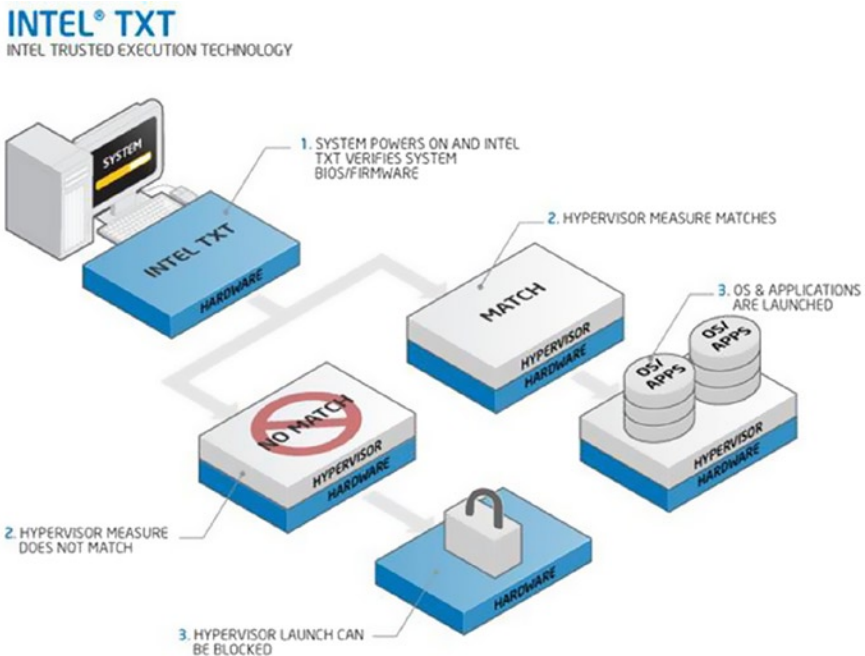 INTEL® TXT
INTEL TRUSTED EXECUTION TECHNOLOGY
SYSTEM
1. SYSTEM POWERS ON AND INTEL
TXT VERIFIES SYSTEM
BIOS/FIRMWARE
INTEL TXT
HARDWARE
2. HYPERVISOR MEASURE MATCHES
MATCH
HYPERVISOR
HARDWARE
3. OS & APPLICATIONS
ARE LAUNCHED
OS/
APPS
OS/
APPS
HYPERVISOR
HARDWARE
NO MATCH
HYPERVISOR
HARDWARE
2. HYPERVISOR MEASURE
DOES NOT MATCH
HARDWARE
3. HYPERVISOR LAUNCH CAN
BE BLOCKED